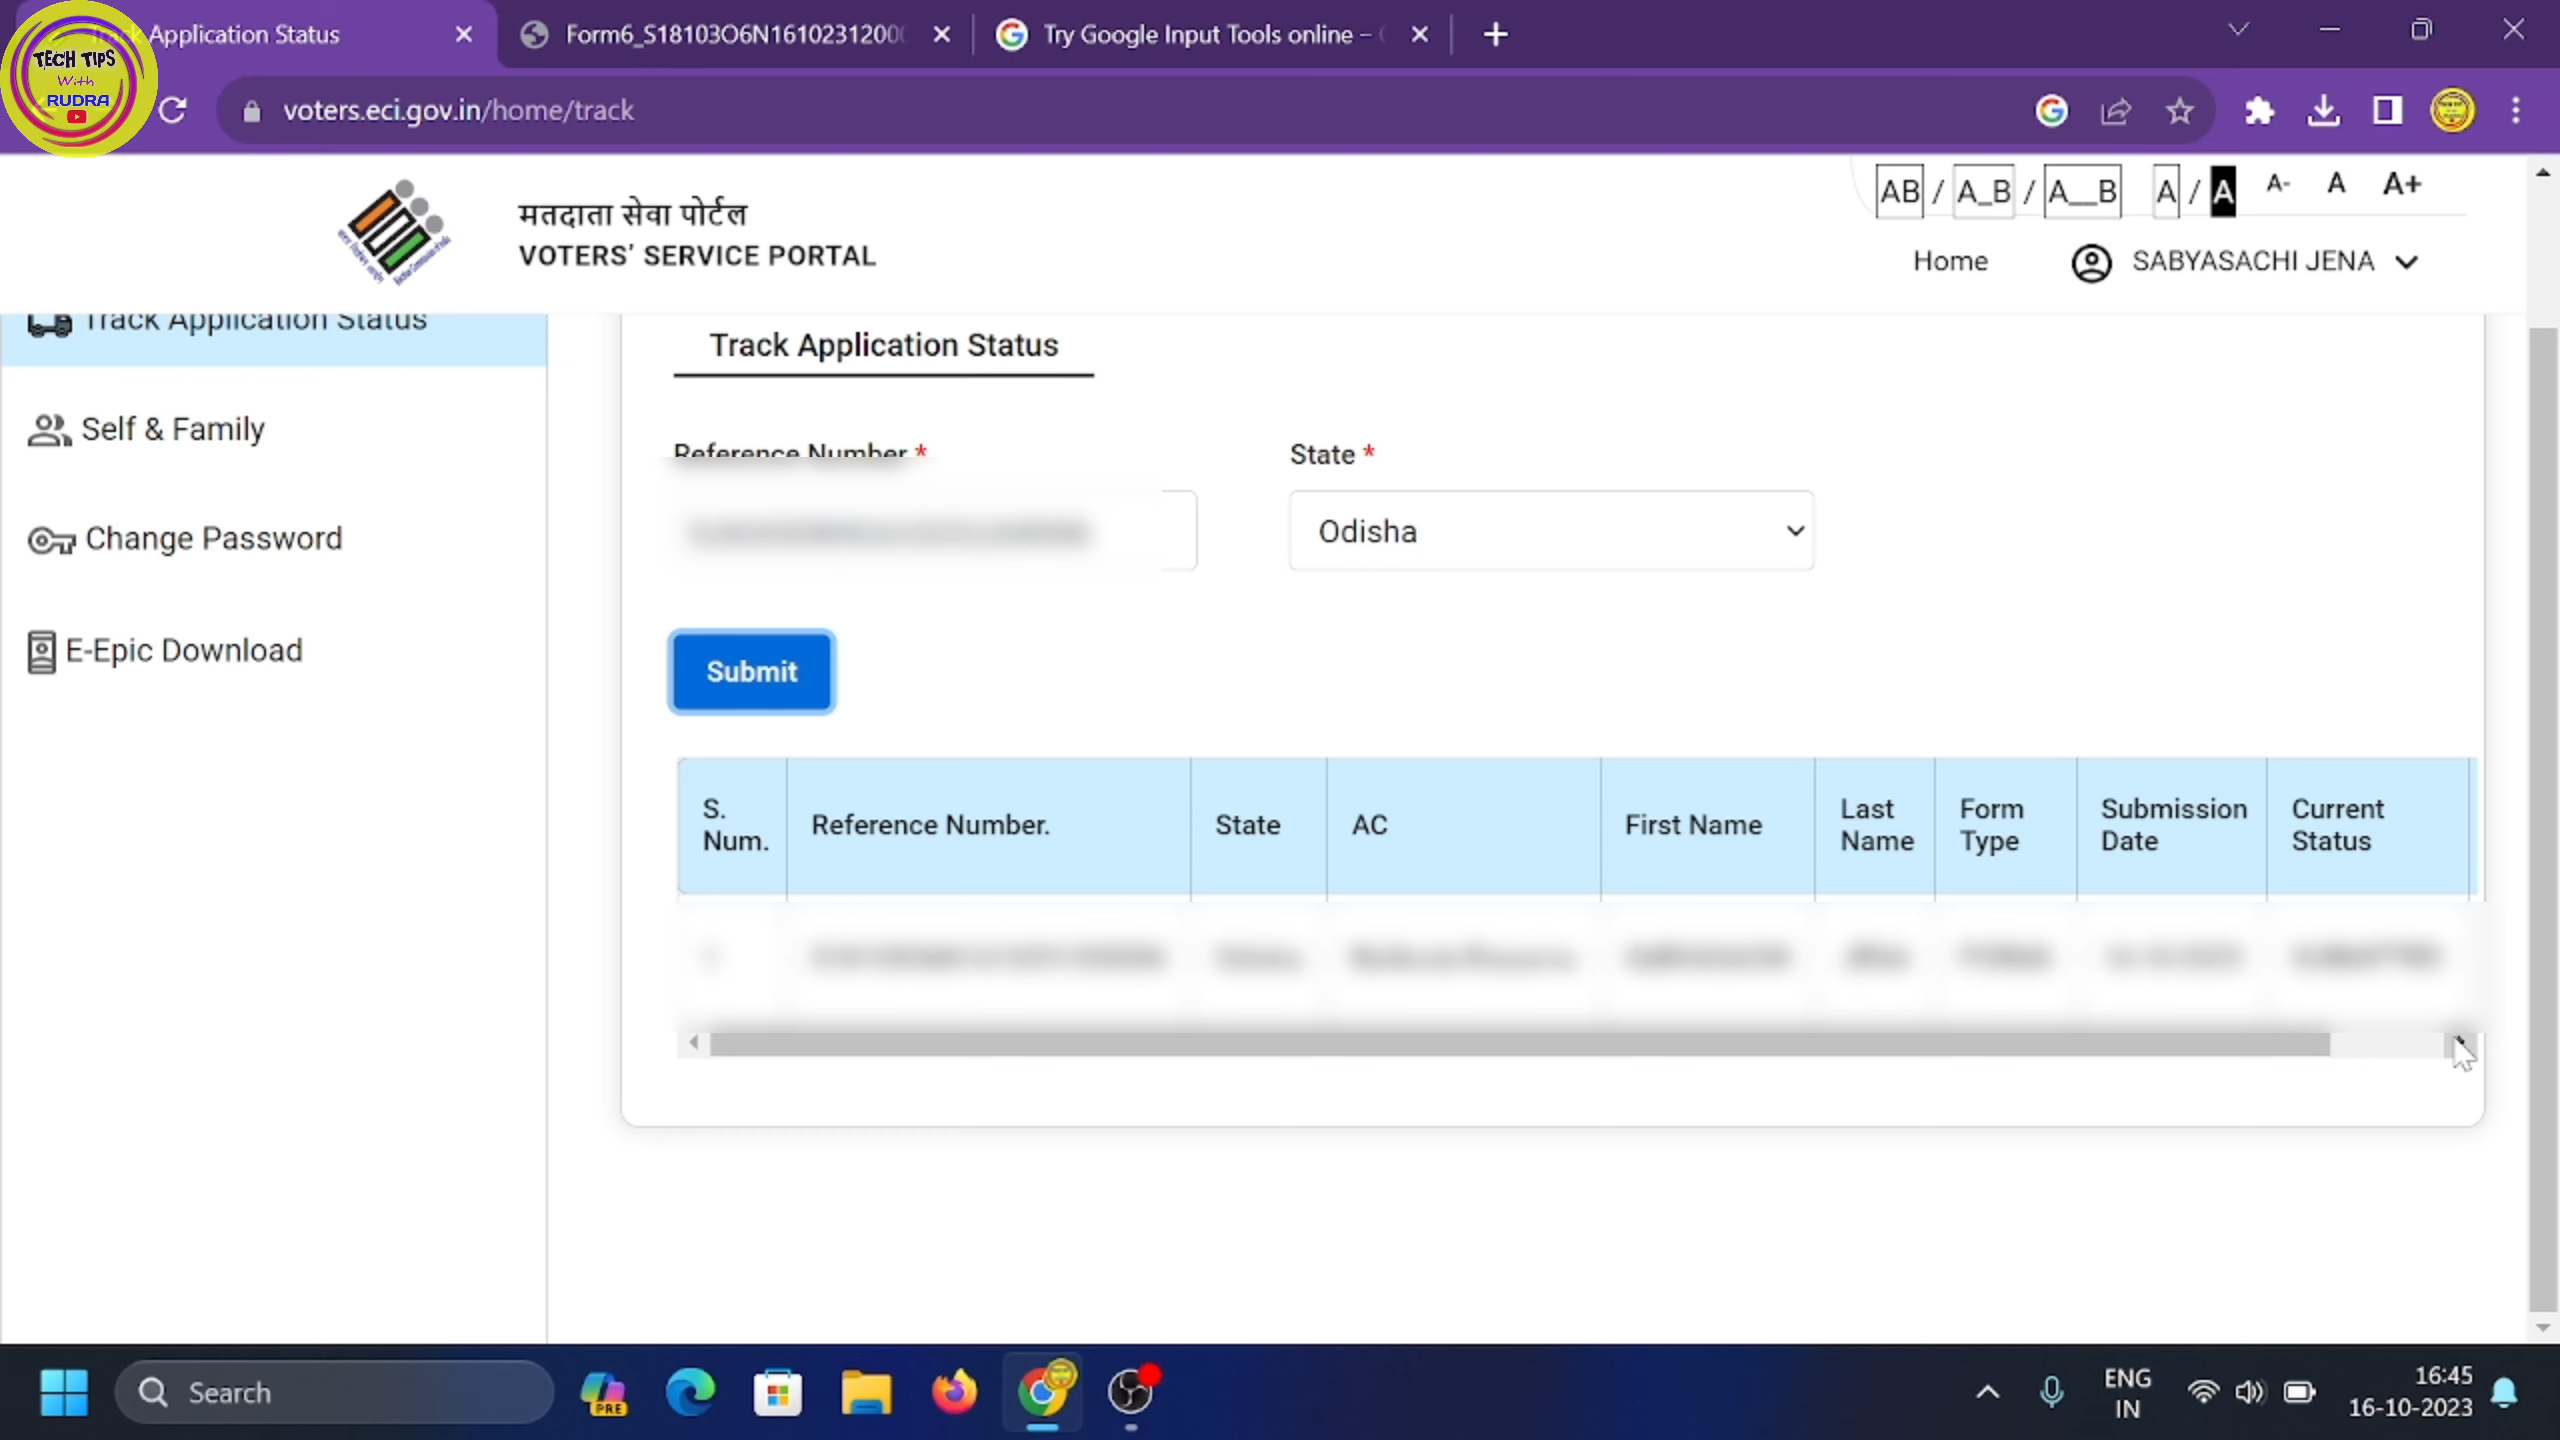 Track Application Status
Form6_S18103O6N1610231200
Try Google Input Tools online –
TECH TIPS
With
RUDRA
voters.eci.gov.in/home/track
मतदाता सेवा पोर्टल
VOTERS' SERVICE PORTAL
AB / A_B / A__B A / A A- A A+
Home
SABYASACHI JENA
Track Application Status
Self & Family
Change Password
E-Epic Download
Track Application Status
Reference Number *
State *
Odisha
Submit
S. Num.
Reference Number.
State
AC
First Name
Last Name
Form Type
Submission Date
Current Status
Search
PRE
ENG
IN
16:45
16-10-2023